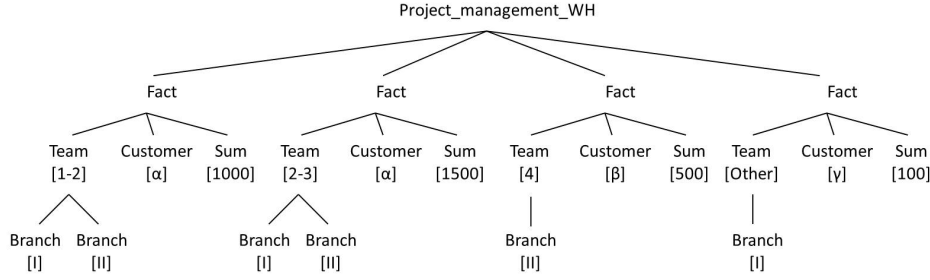 Project_management_WH
Fact Fact Fact Fact
Team Customer Sum Team Customer Sum Team Customer Sum Team Customer Sum
[1-2] [α] [1000] [2-3] [α] [1500] [4] [β] [500] [Other] [γ] [100]
Branch Branch Branch Branch Branch Branch
[I] [II] [I] [II] [II] [I]